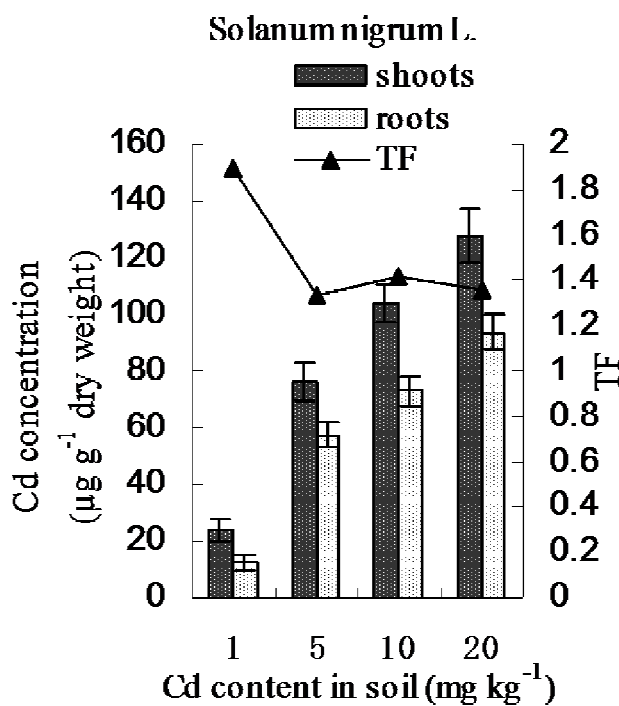 Solanum nigrum L.
shoots
roots
TF
160
140
120
100
80
60
40
20
0
Cd concentration
(µg g⁻¹ dry weight)
2
1.8
1.6
1.4
1.2
1
0.8
0.6
0.4
0.2
0
TF
1 5 10 20
Cd content in soil (mg kg⁻¹)